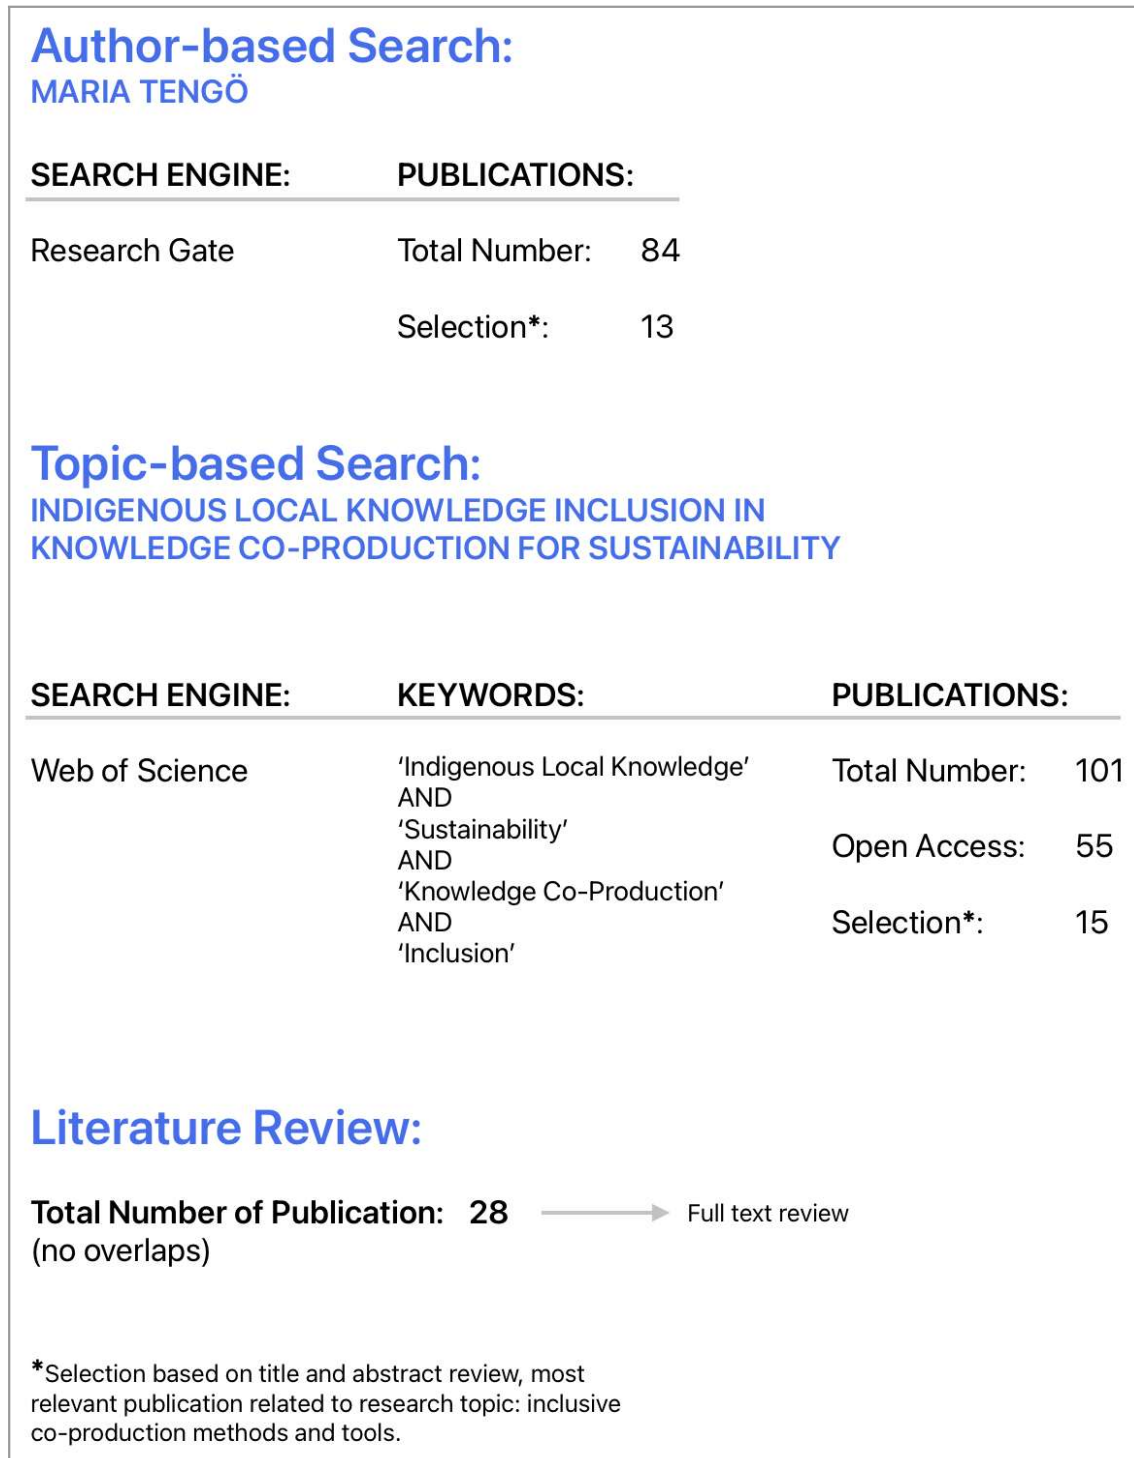 Author-based Search:
MARIA TENGÖ
SEARCH ENGINE: PUBLICATIONS:
Research Gate Total Number: 84
Selection*: 13
Topic-based Search:
INDIGENOUS LOCAL KNOWLEDGE INCLUSION IN
KNOWLEDGE CO-PRODUCTION FOR SUSTAINABILITY
SEARCH ENGINE: KEYWORDS: PUBLICATIONS:
Web of Science ‘Indigenous Local Knowledge’ Total Number: 101
AND
‘Sustainability’
AND Open Access: 55
‘Knowledge Co-Production’
AND Selection*: 15
‘Inclusion’
Literature Review:
Total Number of Publication: 28 Full text review
(no overlaps)
*Selection based on title and abstract review, most
relevant publication related to research topic: inclusive
co-production methods and tools.